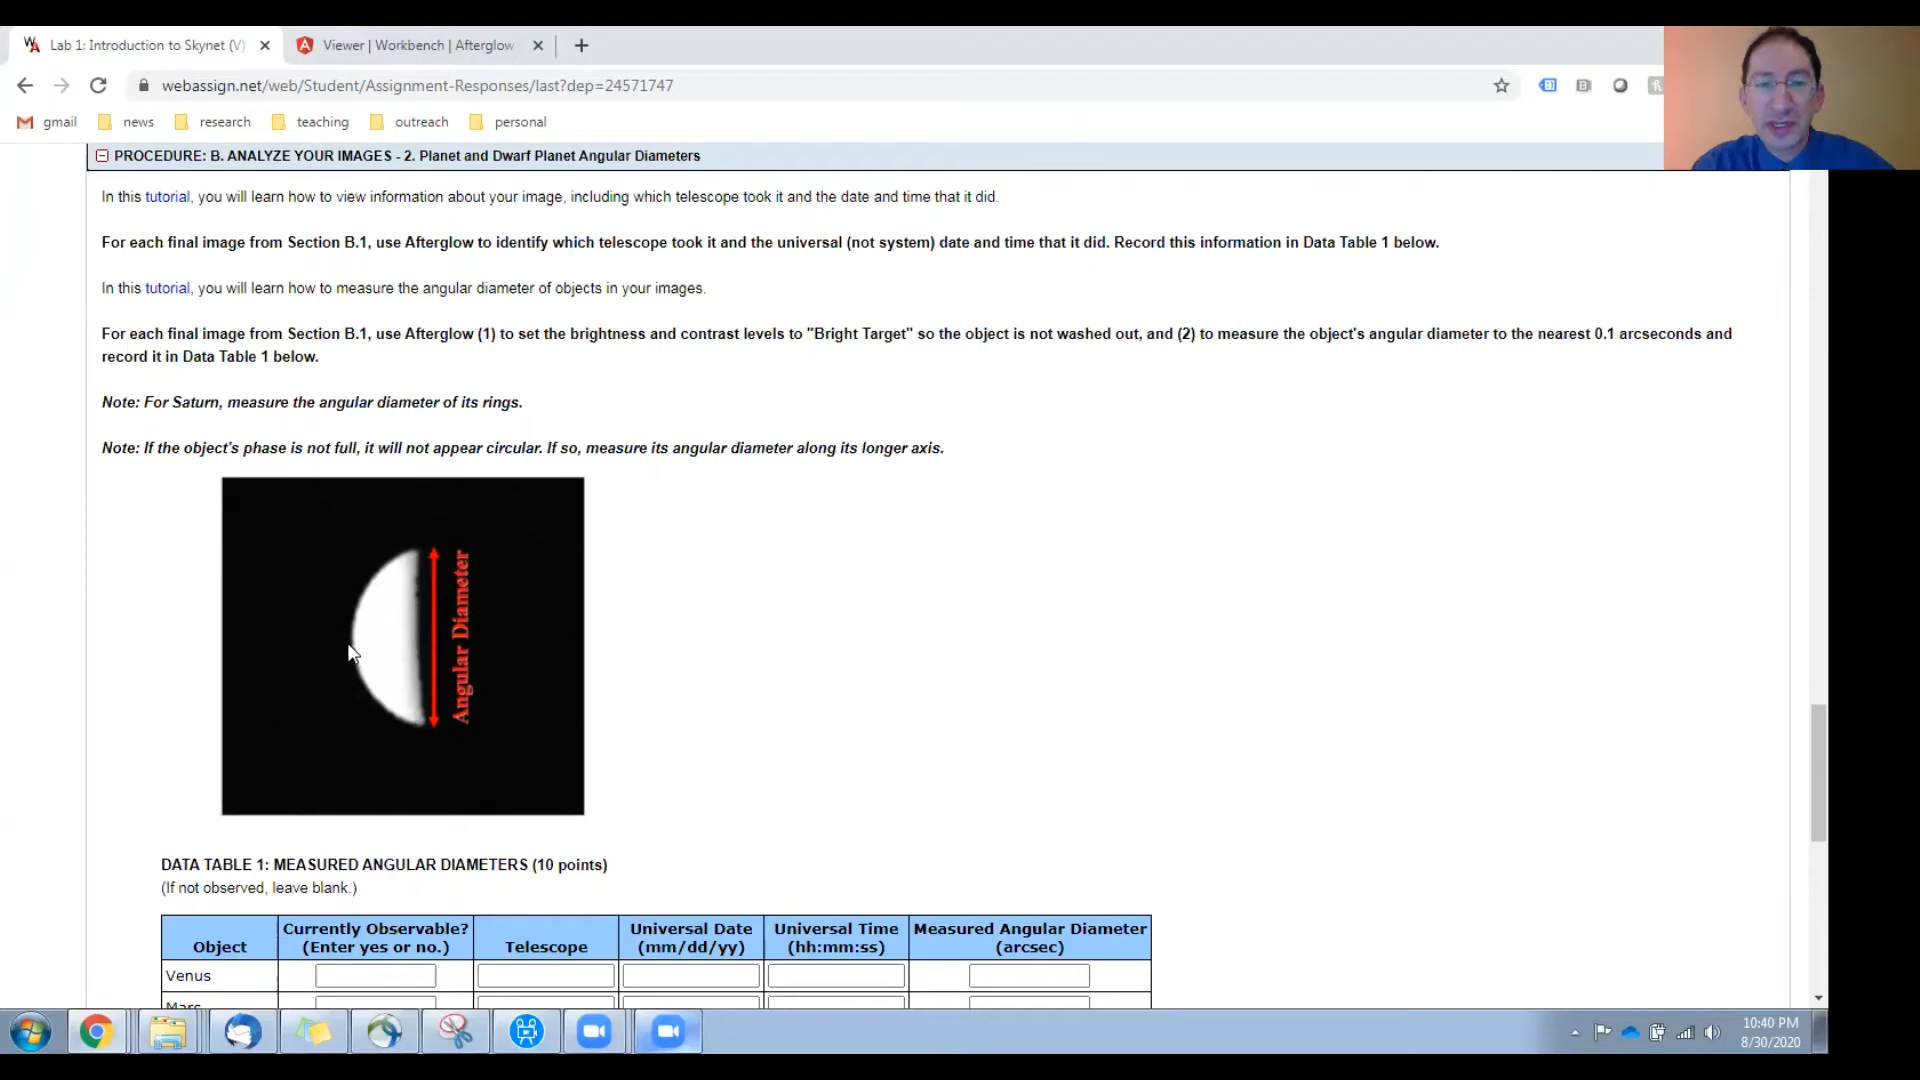 Lab 1: Introduction to Skynet (V)
Viewer | Workbench | Afterglow
webassign.net/web/Student/Assignment-Responses/last?dep=24571747
gmail
news
research
teaching
outreach
personal
PROCEDURE: B. ANALYZE YOUR IMAGES - 2. Planet and Dwarf Planet Angular Diameters
In this tutorial, you will learn how to view information about your image, including which telescope took it and the date and time that it did.
For each final image from Section B.1, use Afterglow to identify which telescope took it and the universal (not system) date and time that it did. Record this information in Data Table 1 below.
In this tutorial, you will learn how to measure the angular diameter of objects in your images.
For each final image from Section B.1, use Afterglow (1) to set the brightness and contrast levels to "Bright Target" so the object is not washed out, and (2) to measure the object's angular diameter to the nearest 0.1 arcseconds and
record it in Data Table 1 below.
Note: For Saturn, measure the angular diameter of its rings.
Note: If the object's phase is not full, it will not appear circular. If so, measure its angular diameter along its longer axis.
Angular Diameter
DATA TABLE 1: MEASURED ANGULAR DIAMETERS (10 points)
(If not observed, leave blank.)
Object
Currently Observable?
(Enter yes or no.)
Telescope
Universal Date
(mm/dd/yy)
Universal Time
(hh:mm:ss)
Measured Angular Diameter
(arcsec)
Venus
Mars
10:40 PM
8/30/2020